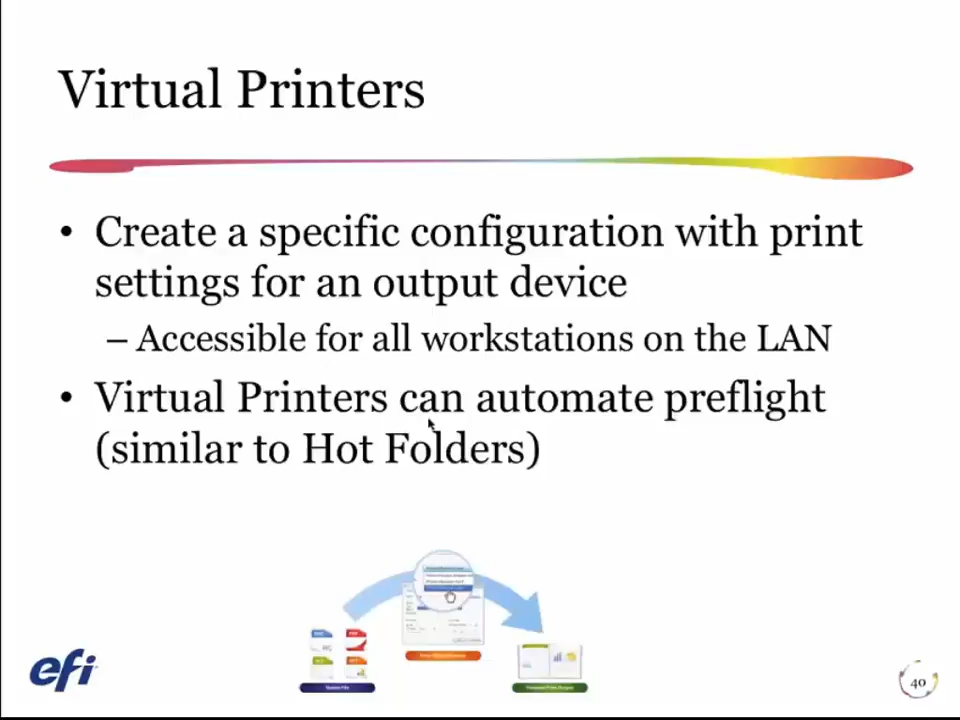 Virtual Printers
• Create a specific configuration with print
settings for an output device
– Accessible for all workstations on the LAN
• Virtual Printers can automate preflight
(similar to Hot Folders)
efi
40